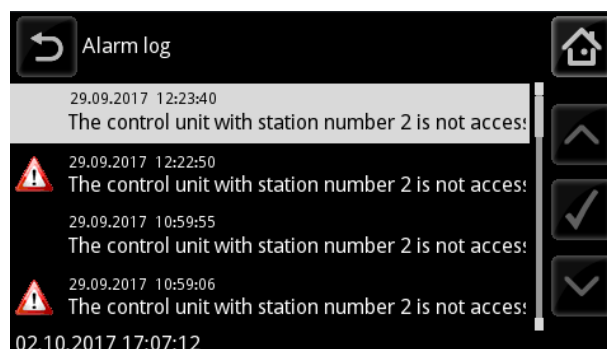 Alarm log
29.09.2017 12:23:40
The control unit with station number 2 is not access
29.09.2017 12:22:50
The control unit with station number 2 is not access
29.09.2017 10:59:55
The control unit with station number 2 is not access
29.09.2017 10:59:06
The control unit with station number 2 is not access
02.10.2017 17:07:12